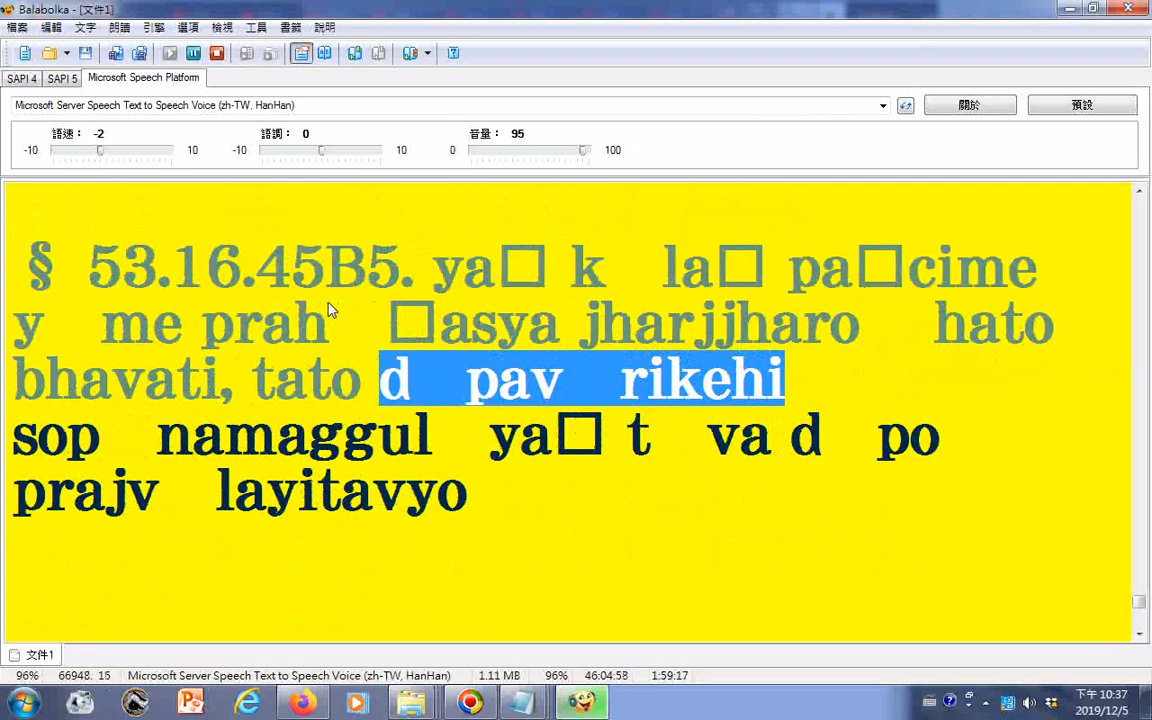 Balabolka - [文件1]
檔案 編輯 文字 朗讀 引擎 選項 檢視 工具 書籤 說明
SAPI 4 SAPI 5 Microsoft Speech Platform
Microsoft Server Speech Text to Speech Voice (zh-TW, HanHan) 關於 預設
語速： -2 語調： 0 音量： 95
-10 10 -10 10 0 100
§ 53.16.45B5. ya□ k la□ pa□cime
y me prah □asya jharjjharo hato
bhavati, tato d pav rikehi
sop namaggul ya□ t va d po
prajv layitavyo
文件1
96% 66948. 15 Microsoft Server Speech Text to Speech Voice (zh-TW, HanHan) 1.11 MB 96% 46:04:58 1:59:17
下午 10:37
2019/12/5